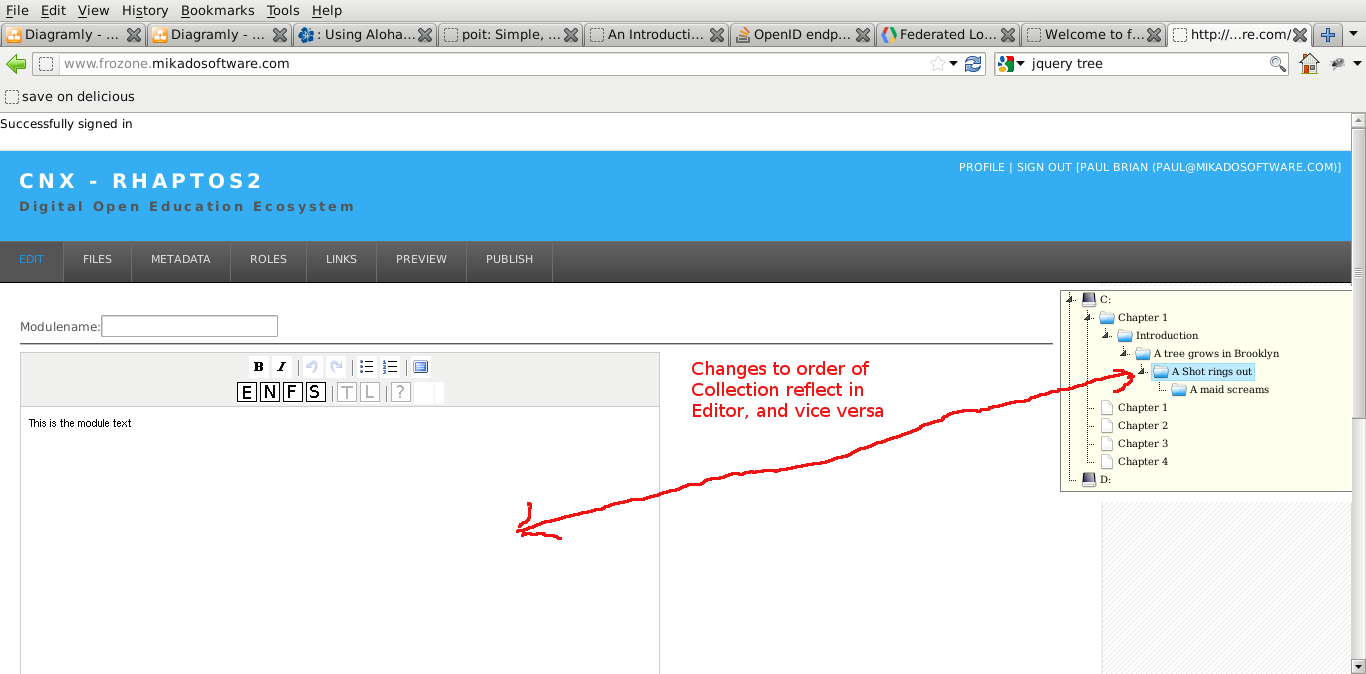 File Edit View History Bookmarks Tools Help
Diagramly - ... Diagramly - ... : Using Aloha... poit: Simple, ... An Introducti... OpenID endp... Federated Lo... Welcome to f... http://...re.com/
www.frozone.mikadosoftware.com jquery tree
save on delicious
Successfully signed in
PROFILE | SIGN OUT [PAUL BRIAN (PAUL@MIKADOSOFTWARE.COM)]
CNX - RHAPTOS2
Digital Open Education Ecosystem
EDIT FILES METADATA ROLES LINKS PREVIEW PUBLISH
Modulename:
B I
E N F S T L ?
This is the module text
Changes to order of
Collection reflect in
Editor, and vice versa
C:
Chapter 1
Introduction
A tree grows in Brooklyn
A Shot rings out
A maid screams
Chapter 1
Chapter 2
Chapter 3
Chapter 4
D: